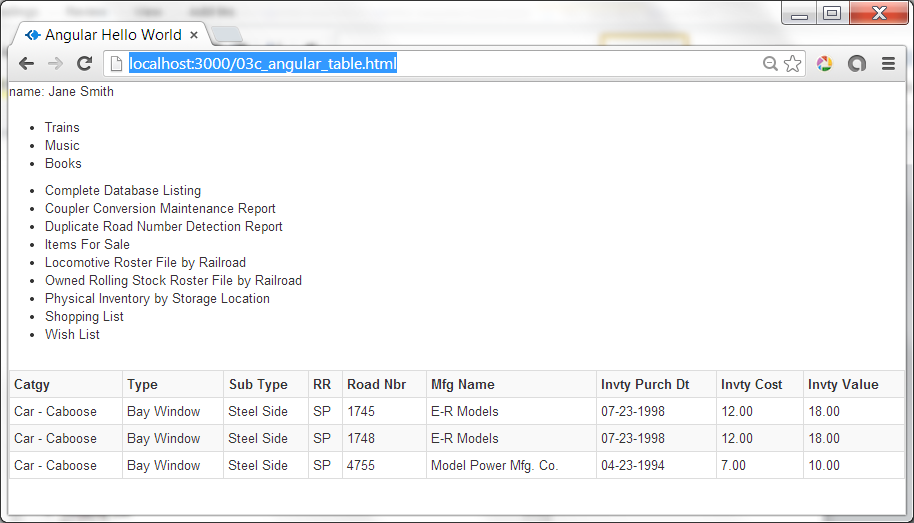 Angular Hello World
localhost:3000/03c_angular_table.html
name: Jane Smith
Trains
Music
Books
Complete Database Listing
Coupler Conversion Maintenance Report
Duplicate Road Number Detection Report
Items For Sale
Locomotive Roster File by Railroad
Owned Rolling Stock Roster File by Railroad
Physical Inventory by Storage Location
Shopping List
Wish List
Catgy Type Sub Type RR Road Nbr Mfg Name Invty Purch Dt Invty Cost Invty Value
Car - Caboose Bay Window Steel Side SP 1745 E-R Models 07-23-1998 12.00 18.00
Car - Caboose Bay Window Steel Side SP 1748 E-R Models 07-23-1998 12.00 18.00
Car - Caboose Bay Window Steel Side SP 4755 Model Power Mfg. Co. 04-23-1994 7.00 10.00